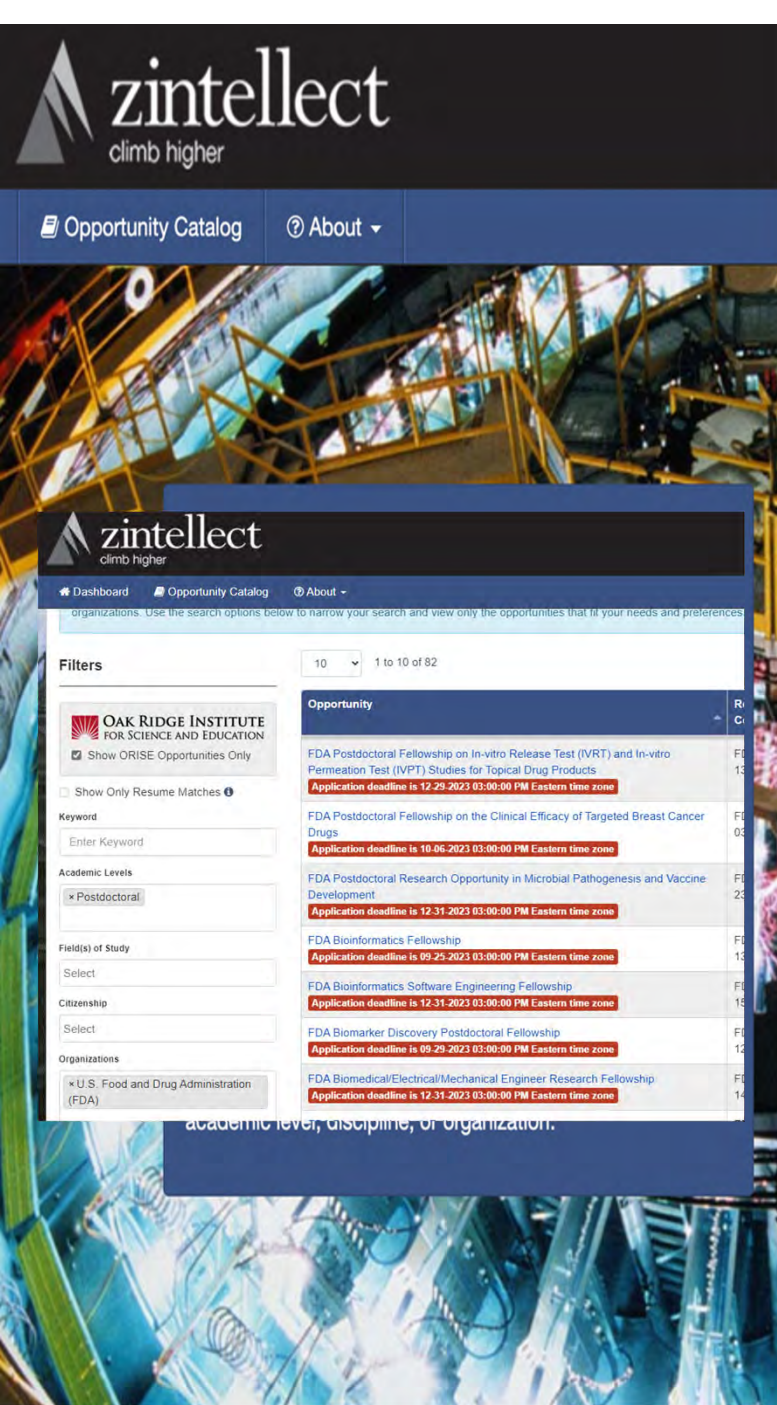 zintellect
climb higher
Opportunity Catalog
About
zintellect
climb higher
Dashboard
Opportunity Catalog
About
organizations. Use the search options below to narrow your search and view only the opportunities that fit your needs and preferences
Filters
10
1 to 10 of 82
OAK RIDGE INSTITUTE
FOR SCIENCE AND EDUCATION
Show ORISE Opportunities Only
Show Only Resume Matches
Keyword
Enter Keyword
Academic Levels
× Postdoctoral
Field(s) of Study
Select
Citizenship
Select
Organizations
× U.S. Food and Drug Administration
(FDA)
Opportunity
FDA Postdoctoral Fellowship on In-vitro Release Test (IVRT) and In-vitro
Permeation Test (IVPT) Studies for Topical Drug Products
Application deadline is 12-29-2023 03:00:00 PM Eastern time zone
FDA Postdoctoral Fellowship on the Clinical Efficacy of Targeted Breast Cancer
Drugs
Application deadline is 10-06-2023 03:00:00 PM Eastern time zone
FDA Postdoctoral Research Opportunity in Microbial Pathogenesis and Vaccine
Development
Application deadline is 12-31-2023 03:00:00 PM Eastern time zone
FDA Bioinformatics Fellowship
Application deadline is 09-25-2023 03:00:00 PM Eastern time zone
FDA Bioinformatics Software Engineering Fellowship
Application deadline is 12-31-2023 03:00:00 PM Eastern time zone
FDA Biomarker Discovery Postdoctoral Fellowship
Application deadline is 09-29-2023 03:00:00 PM Eastern time zone
FDA Biomedical/Electrical/Mechanical Engineer Research Fellowship
Application deadline is 12-31-2023 03:00:00 PM Eastern time zone
academic level, discipline, or organization.